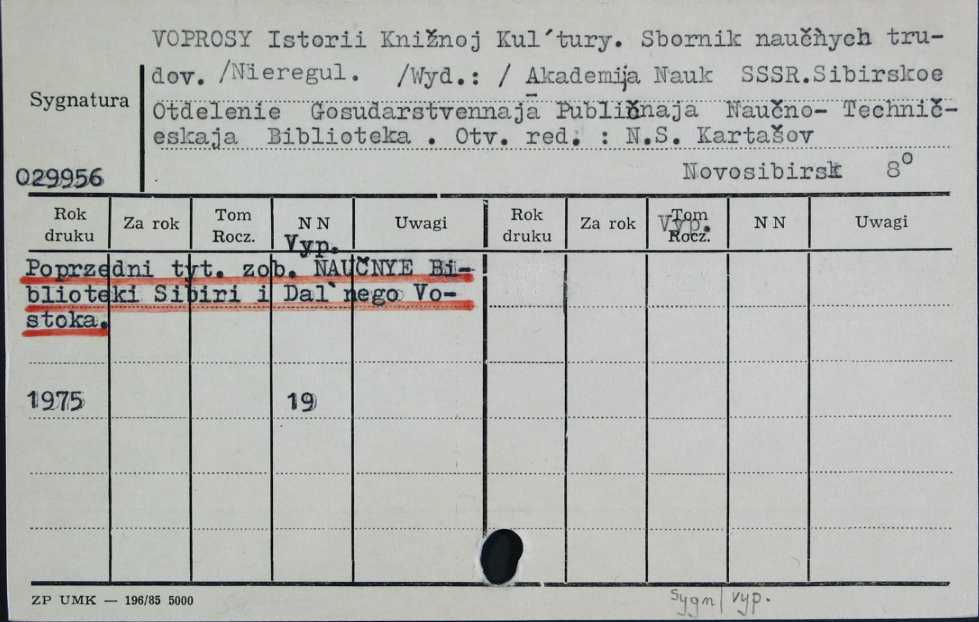 VOPROSY Istorii Knižnoj Kul´tury. Sbornik naučnych tru-
dov. /Nieregul. /Wyd.: / Akademija Nauk SSSR.Sibirskoe
Sygnatura
Otdelenie Gosudarstvennaja Publičnaja Naučno- Technič-
eskaja Biblioteka . Otv. red. : N.S. Kartašov
029956
Novosibirsk 8⁰
Rok druku Za rok Tom Rocz. N N Uwagi Rok druku Za rok Tom Rocz. N N Uwagi
Vyp. Vyp.
Poprzedni tyt. zob. NAUČNYE Bi-
blioteki Sibiri i Dal`nego Vo-
stoka.
1975 19
ZP UMK — 196/85 5000
Sygn/ vyp.